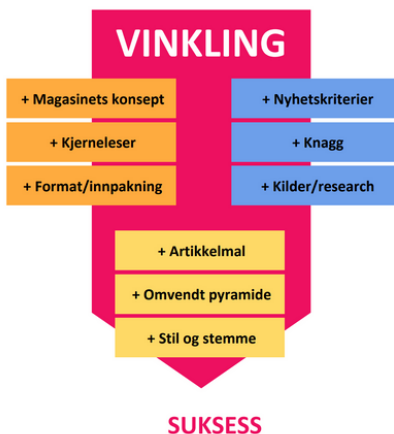 VINKLING
+ Magasinets konsept
+ Kjerneleser
+ Format/innpakning
+ Nyhetskriterier
+ Knagg
+ Kilder/research
+ Artikkelmal
+ Omvendt pyramide
+ Stil og stemme
SUKSESS